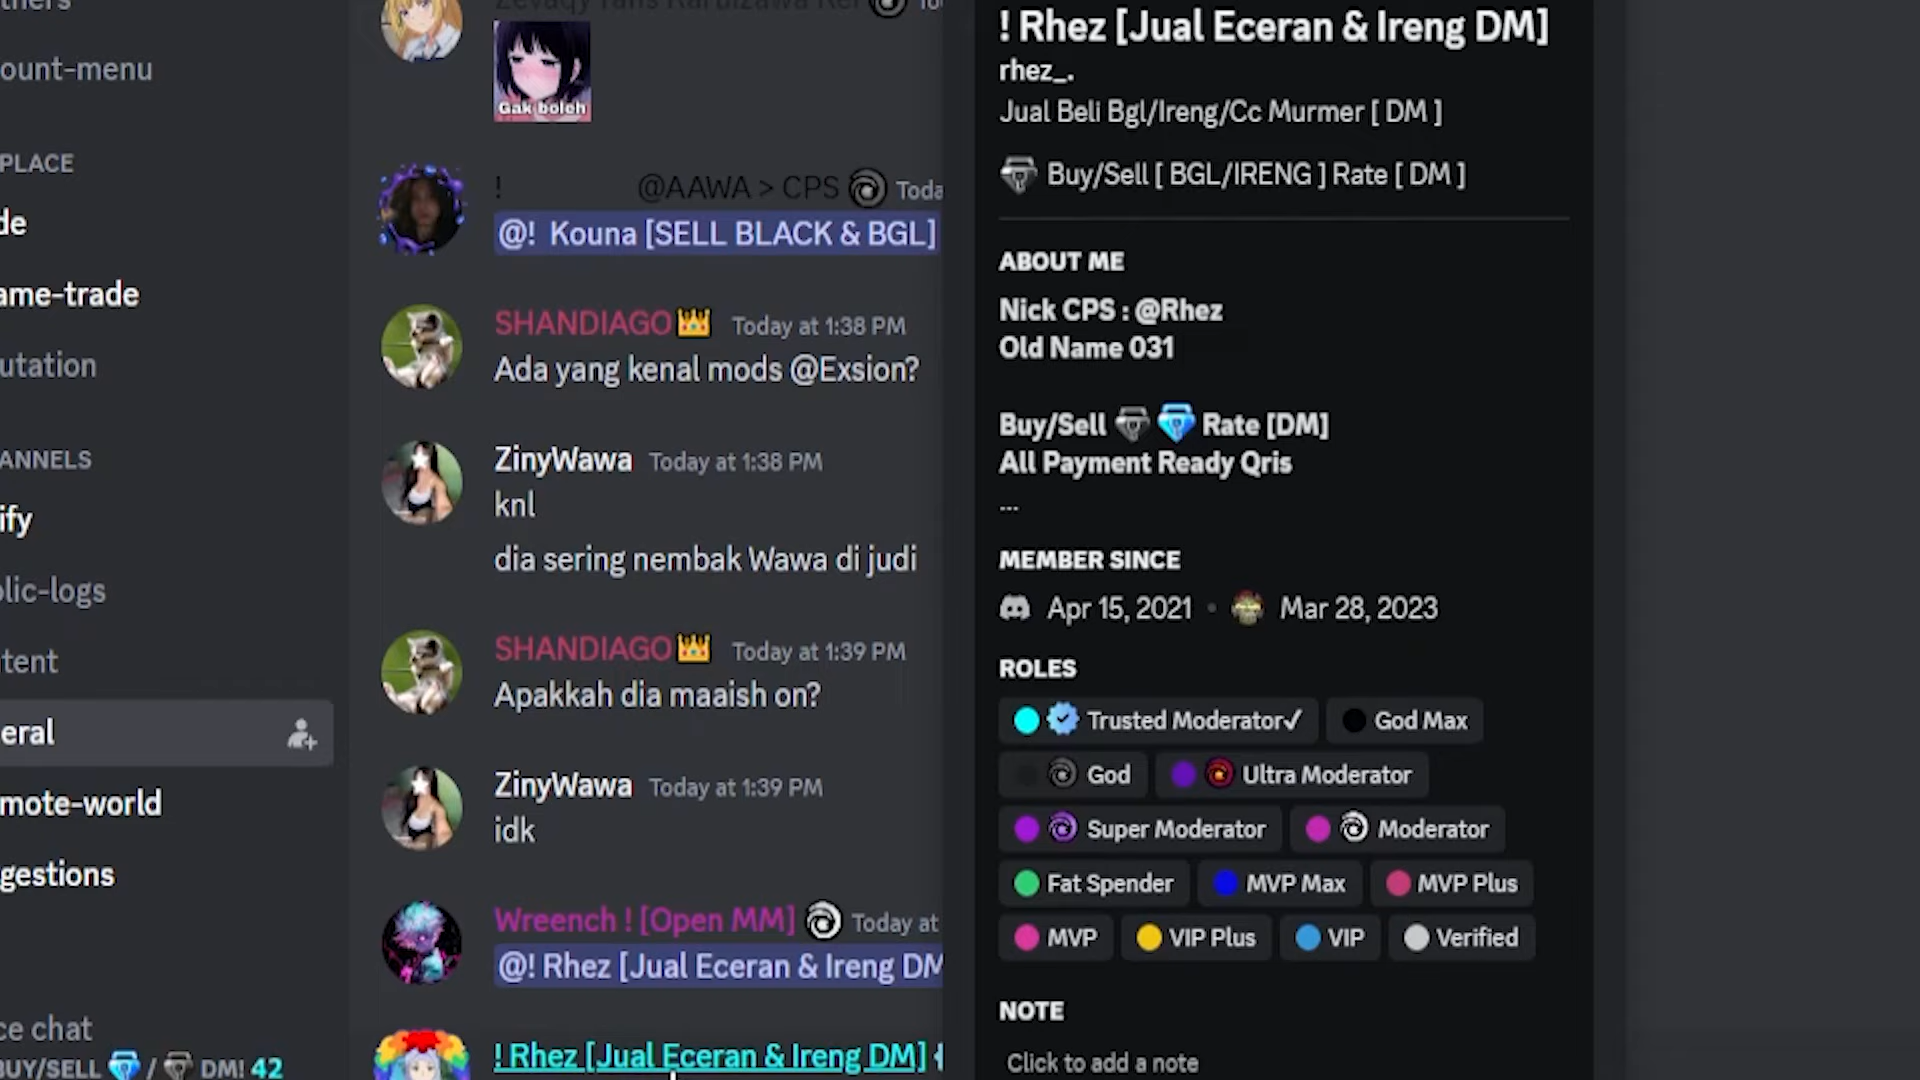 ount-menu
PLACE
de
ame-trade
utation
ANNELS
ify
lic-logs
tent
eral
mote-world
gestions
ce chat
BUY/SELL / DM! 42
Gak boleh
! @AAWA > CPS Toda
@! Kouna [SELL BLACK & BGL]
SHANDIAGO Today at 1:38 PM
Ada yang kenal mods @Exsion?
ZinyWawa Today at 1:38 PM
knl
dia sering nembak Wawa di judi
SHANDIAGO Today at 1:39 PM
Apakkah dia maaish on?
ZinyWawa Today at 1:39 PM
idk
Wreench ! [Open MM] Today at
@! Rhez [Jual Eceran & Ireng DM
! Rhez [Jual Eceran & Ireng DM]
! Rhez [Jual Eceran & Ireng DM]
rhez_.
Jual Beli Bgl/Ireng/Cc Murmer [ DM ]
Buy/Sell [ BGL/IRENG ] Rate [ DM ]
ABOUT ME
Nick CPS : @Rhez
Old Name 031
Buy/Sell Rate [DM]
All Payment Ready Qris
...
MEMBER SINCE
Apr 15, 2021 • Mar 28, 2023
ROLES
Trusted Moderator✓ God Max
God Ultra Moderator
Super Moderator Moderator
Fat Spender MVP Max MVP Plus
MVP VIP Plus VIP Verified
NOTE
Click to add a note